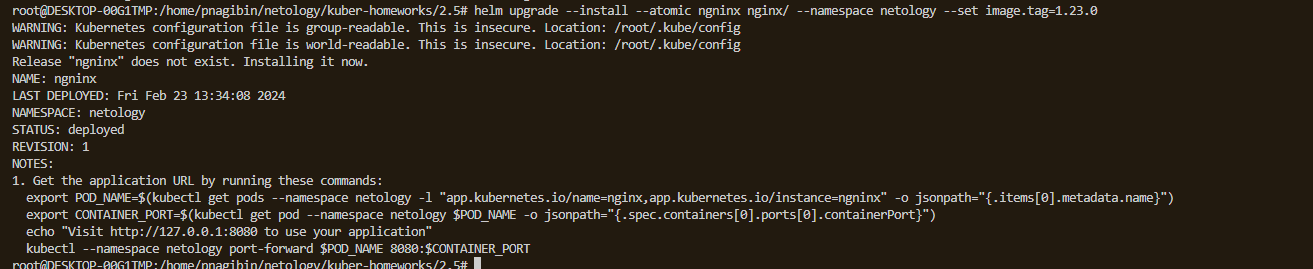 root@DESKTOP-00G1TMP:/home/pnagibin/netology/kuber-homeworks/2.5# helm upgrade --install --atomic ngninx nginx/ --namespace netology --set image.tag=1.23.0
WARNING: Kubernetes configuration file is group-readable. This is insecure. Location: /root/.kube/config
WARNING: Kubernetes configuration file is world-readable. This is insecure. Location: /root/.kube/config
Release "ngninx" does not exist. Installing it now.
NAME: ngninx
LAST DEPLOYED: Fri Feb 23 13:34:08 2024
NAMESPACE: netology
STATUS: deployed
REVISION: 1
NOTES:
1. Get the application URL by running these commands:
  export POD_NAME=$(kubectl get pods --namespace netology -l "app.kubernetes.io/name=nginx,app.kubernetes.io/instance=ngninx" -o jsonpath="{.items[0].metadata.name}")
  export CONTAINER_PORT=$(kubectl get pod --namespace netology $POD_NAME -o jsonpath="{.spec.containers[0].ports[0].containerPort}")
  echo "Visit http://127.0.0.1:8080 to use your application"
  kubectl --namespace netology port-forward $POD_NAME 8080:$CONTAINER_PORT
root@DESKTOP-00G1TMP:/home/pnagibin/netology/kuber-homeworks/2.5#